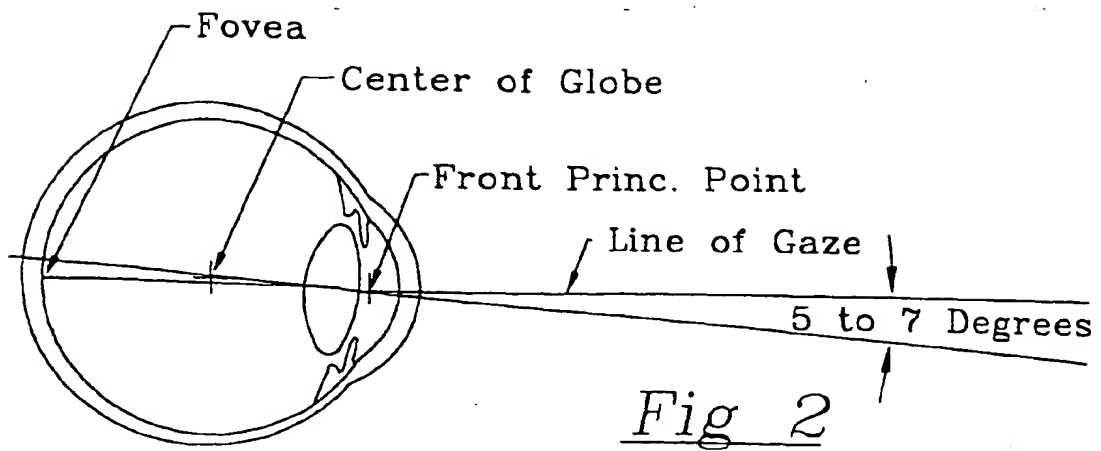 Fovea
Center of Globe
Front Princ. Point
Line of Gaze
5 to 7 Degrees
Fig 2